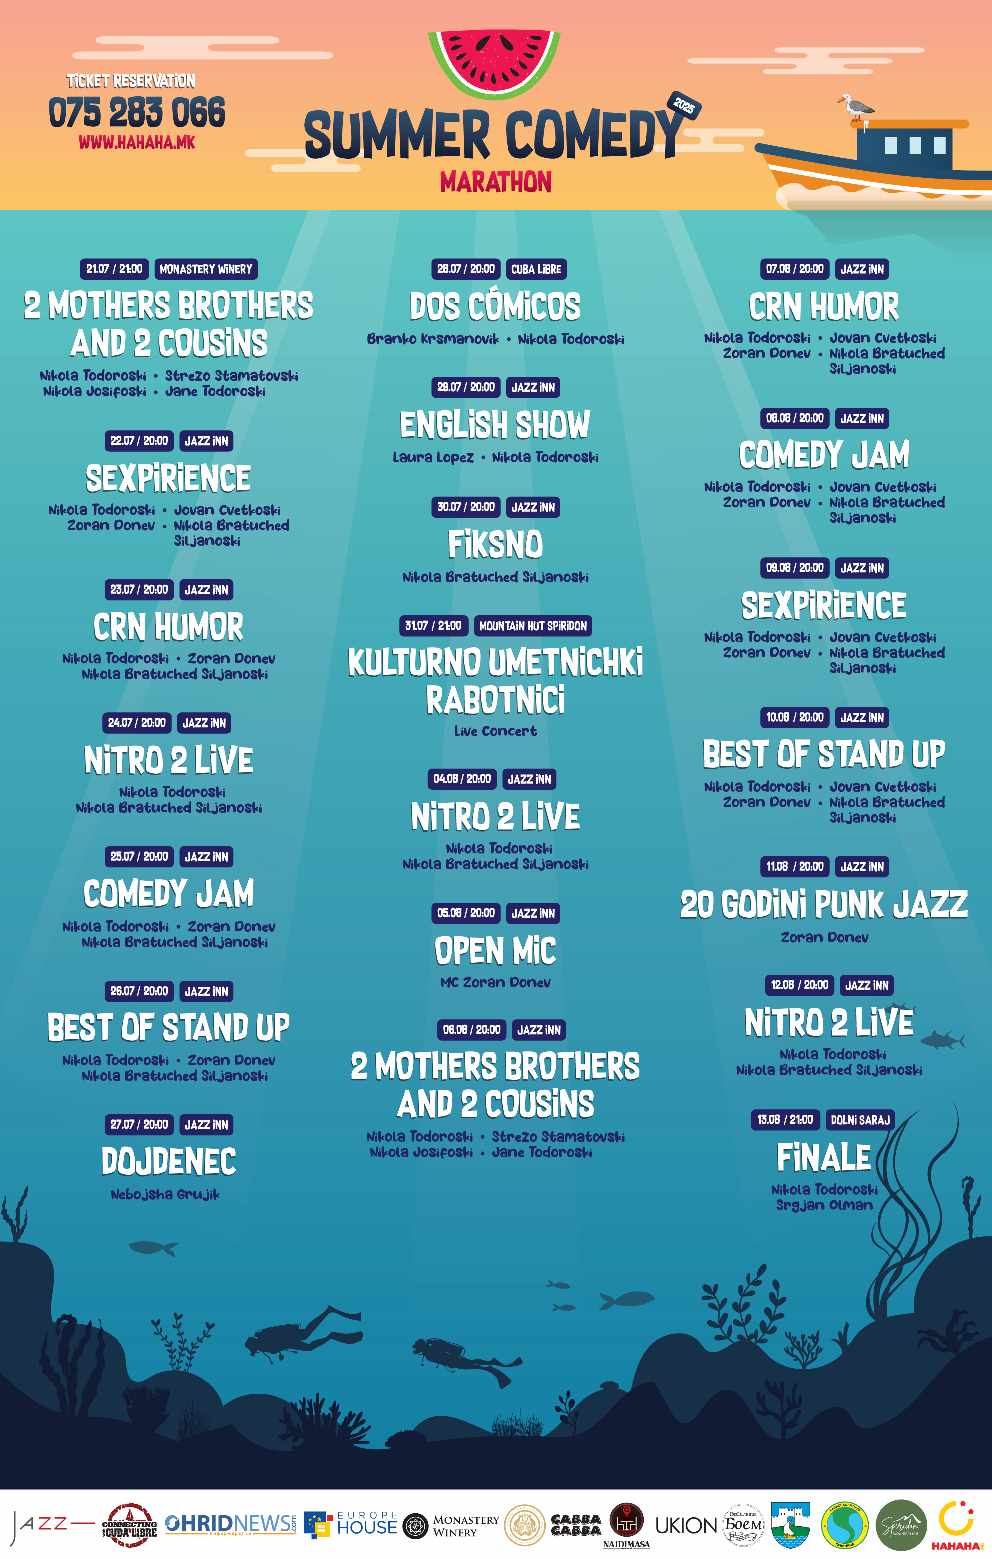 TiCKET RESERVATiON
075 283 066
WWW.HAHAHA.MK
SUMMER COMEDY
2025
MARATHON
21.07 / 21:00 MONASTERY WiNERY
2 MOTHERS BROTHERS
AND 2 COUSiNS
Nikola Todoroski • Strezo Stamatovski
Nikola Josifoski • Jane Todoroski
22.07 / 20:00 JAZZ iNN
SEXPiRiENCE
Nikola Todoroski • Jovan Cvetkoski
Zoran Donev • Nikola Bratuched
Siljanoski
23.07 / 20:00 JAZZ iNN
CRN HUMOR
Nikola Todoroski • Zoran Donev
Nikola Bratuched Siljanoski
24.07 / 20:00 JAZZ iNN
NiTRO 2 LiVE
Nikola Todoroski
Nikola Bratuched Siljanoski
25.07 / 20:00 JAZZ iNN
COMEDY JAM
Nikola Todoroski • Zoran Donev
Nikola Bratuched Siljanoski
26.07 / 20:00 JAZZ iNN
BEST OF STAND UP
Nikola Todoroski • Zoran Donev
Nikola Bratuched Siljanoski
27.07 / 20:00 JAZZ iNN
DOJDENEC
Nebojsha Grujik
28.07 / 20:00 CUBA LiBRE
DOS CÓMiCOS
Branko Krsmanovik • Nikola Todoroski
29.07 / 20:00 JAZZ iNN
ENGLiSH SHOW
Laura Lopez • Nikola Todoroski
30.07 / 20:00 JAZZ iNN
FiKSNO
Nikola Bratuched Siljanoski
31.07 / 21:00 MOUNTAiN HUT SPiRiDON
KULTURNO UMETNiCHKi
RABOTNiCi
Live Concert
04.08 / 20:00 JAZZ iNN
NiTRO 2 LiVE
Nikola Todoroski
Nikola Bratuched Siljanoski
05.08 / 20:00 JAZZ iNN
OPEN MiC
MC Zoran Donev
06.08 / 20:00 JAZZ iNN
2 MOTHERS BROTHERS
AND 2 COUSiNS
Nikola Todoroski • Strezo Stamatovski
Nikola Josifoski • Jane Todoroski
07.08 / 20:00 JAZZ iNN
CRN HUMOR
Nikola Todoroski • Jovan Cvetkoski
Zoran Donev • Nikola Bratuched
Siljanoski
08.08 / 20:00 JAZZ iNN
COMEDY JAM
Nikola Todoroski • Jovan Cvetkoski
Zoran Donev • Nikola Bratuched
Siljanoski
09.08 / 20:00 JAZZ iNN
SEXPiRiENCE
Nikola Todoroski • Jovan Cvetkoski
Zoran Donev • Nikola Bratuched
Siljanoski
10.08 / 20:00 JAZZ iNN
BEST OF STAND UP
Nikola Todoroski • Jovan Cvetkoski
Zoran Donev • Nikola Bratuched
Siljanoski
11.08 / 20:00 JAZZ iNN
20 GODiNi PUNK JAZZ
Zoran Donev
12.08 / 20:00 JAZZ iNN
NiTRO 2 LiVE
Nikola Todoroski
Nikola Bratuched Siljanoski
13.08 / 21:00 DOLNi SARAJ
FiNALE
Nikola Todoroski
Srgjan Olman
JAZZ
CONNECTING
CUBA LIBRE
OHRIDNEWS.com
EUROPE
HOUSE
MONASTERY
WINERY
GABBA
GABBA
NAJDIMASA
UKION
Боем
HAHAHA